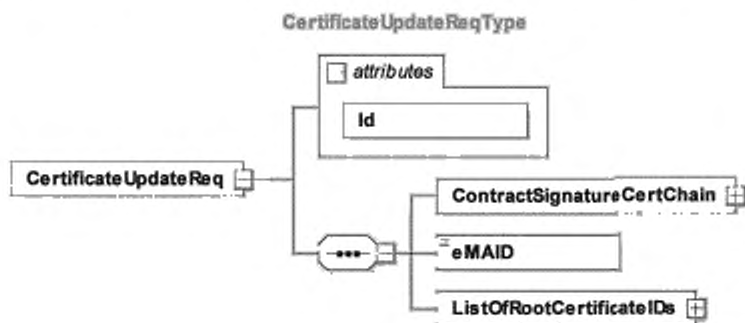 CertificateUpdateReqType
attributes
Id
CertificateUpdateReq
ContractSignatureCertChain
eMAID
ListOfRootCertificateIDs